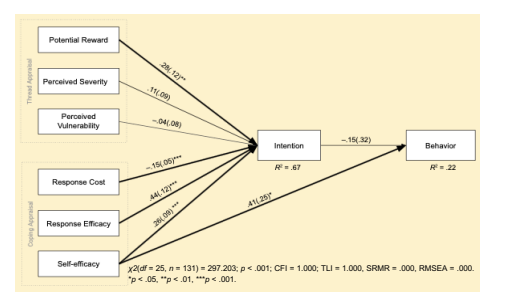 Thread Appraisal
Potential Reward
Perceived Severity
Perceived
Vulnerability
Coping Appraisal
Response Cost
Response Efficacy
Self-efficacy
.28(.12)**
.11(.09)
–.04(.08)
–.15(.05)***
.44(.12)***
.26(.09) ***
Intention
R² = .67
–.15(.32)
.41(.25)*
Behavior
R² = .22
χ2(df = 25, n = 131) = 297.203; p < .001; CFI = 1.000; TLI = 1.000, SRMR = .000, RMSEA = .000.
*p < .05, **p < .01, ***p < .001.